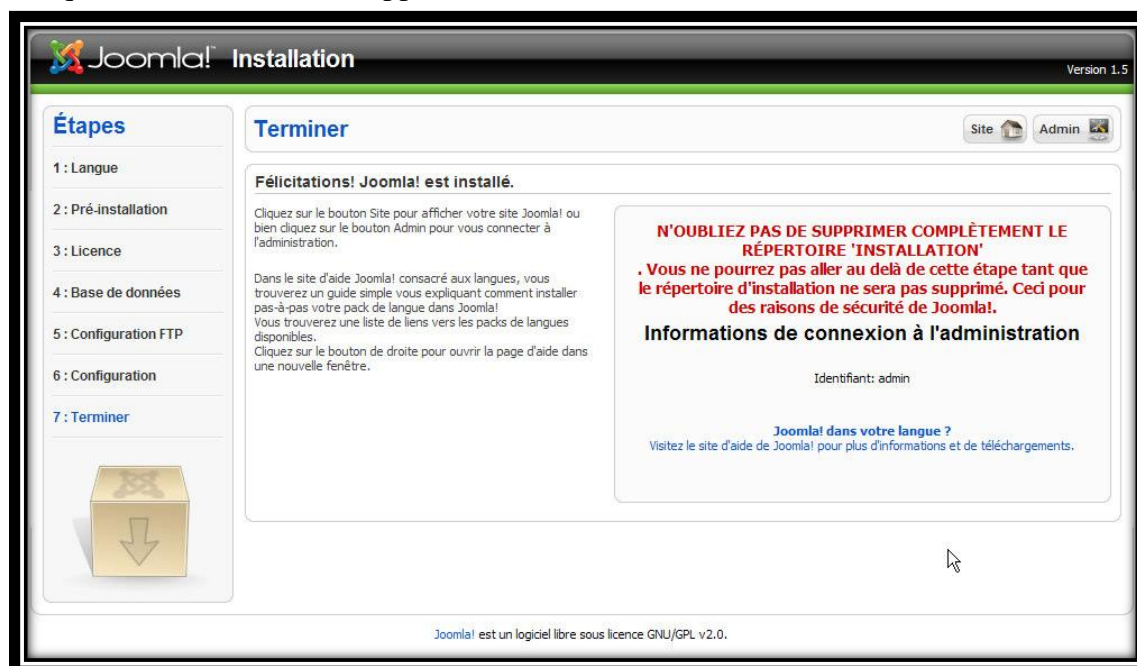 Joomla! Installation
Version 1.5
Étapes
1 : Langue
2 : Pré-installation
3 : Licence
4 : Base de données
5 : Configuration FTP
6 : Configuration
7 : Terminer
Terminer
Site
Admin
Félicitations! Joomla! est installé.
Cliquez sur le bouton Site pour afficher votre site Joomla! ou
bien cliquez sur le bouton Admin pour vous connecter à
l'administration.
Dans le site d'aide Joomla! consacré aux langues, vous
trouverez un guide simple vous expliquant comment installer
pas-à-pas votre pack de langue dans Joomla!
Vous trouverez une liste de liens vers les packs de langues
disponibles.
Cliquez sur le bouton de droite pour ouvrir la page d'aide dans
une nouvelle fenêtre.
N'OUBLIEZ PAS DE SUPPRIMER COMPLÈTEMENT LE
RÉPERTOIRE 'INSTALLATION'
. Vous ne pourrez pas aller au delà de cette étape tant que
le répertoire d'installation ne sera pas supprimé. Ceci pour
des raisons de sécurité de Joomla!.
Informations de connexion à l'administration
Identifiant: admin
Joomla! dans votre langue ?
Visitez le site d'aide de Joomla! pour plus d'informations et de téléchargements.
Joomla! est un logiciel libre sous licence GNU/GPL v2.0.